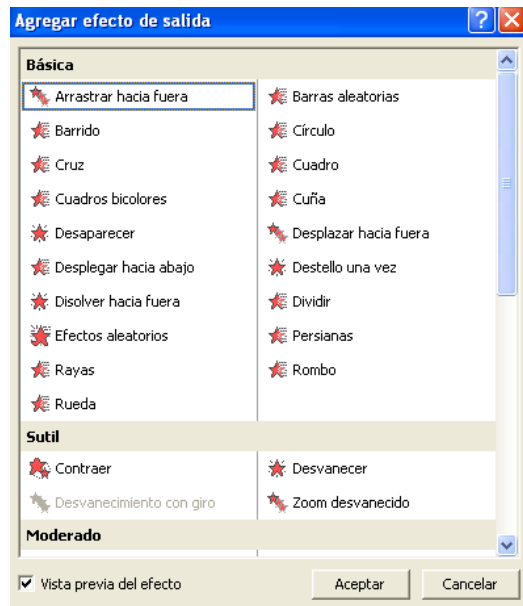 Agregar efecto de salida
Básica
Arrastrar hacia fuera Barras aleatorias
Barrido Círculo
Cruz Cuadro
Cuadros bicolores Cuña
Desaparecer Desplazar hacia fuera
Desplegar hacia abajo Destello una vez
Disolver hacia fuera Dividir
Efectos aleatorios Persianas
Rayas Rombo
Rueda
Sutil
Contraer Desvanecer
Desvanecimiento con giro Zoom desvanecido
Moderado
Vista previa del efecto Aceptar Cancelar